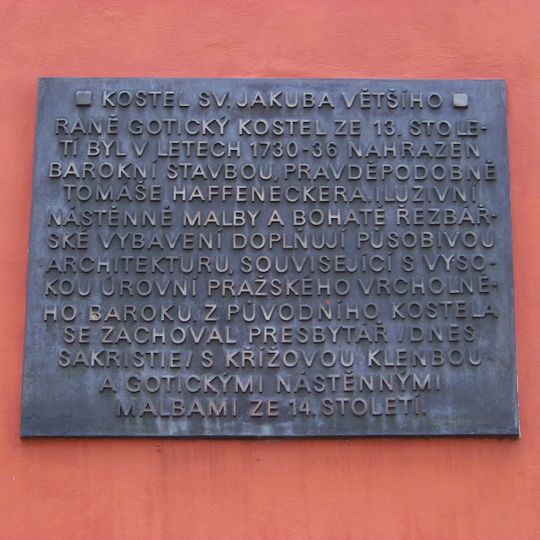 KOSTEL SV. JAKUBA VĚTŠÍHO
RANĚ GOTICKÝ KOSTEL ZE 13. STOLE-
TÍ BYL V LETECH 1730-36 NAHRAZEN
BAROKNÍ STAVBOU, PRAVDĚPODOBNĚ
TOMÁŠE HAFFENECKERA. ILUZIVNÍ
NÁSTĚNNÉ MALBY A BOHATÉ ŘEZBÁŘ-
SKÉ VYBAVENÍ DOPLŇUJÍ PŮSOBIVOU
ARCHITEKTURU, SOUVISEJÍCÍ S VYSO-
KOU ÚROVNÍ PRAŽSKÉHO VRCHOLNÉ-
HO BAROKU. Z PŮVODNÍHO KOSTELA
SE ZACHOVAL PRESBYTÁŘ /DNES
SAKRISTIE/ S KŘÍŽOVOU KLENBOU
A GOTICKÝMI NÁSTĚNNÝMI
MALBAMI ZE 14. STOLETÍ.